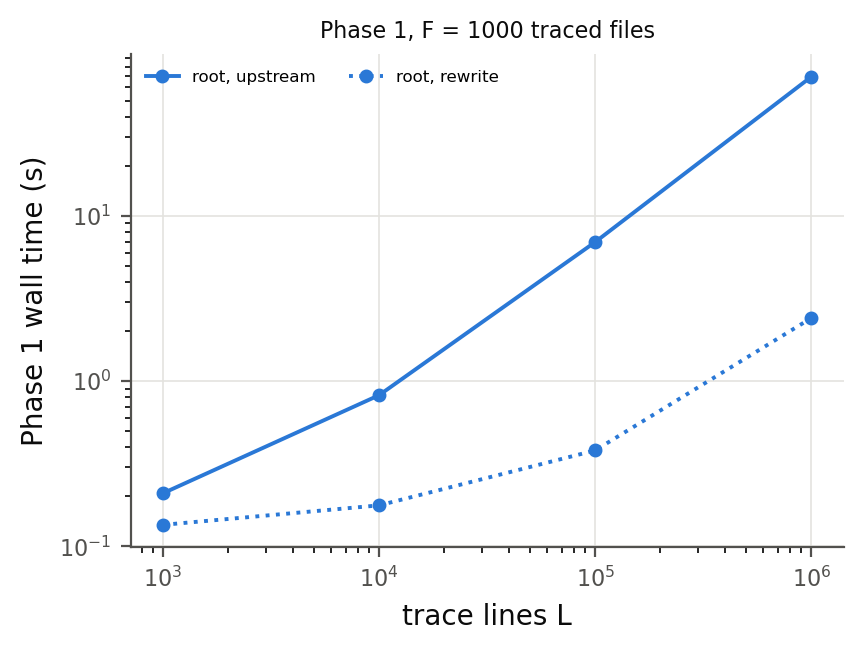 Phase 1, F = 1000 traced files
root, upstream
root, rewrite
Phase 1 wall time (s)
10¹
10⁰
10⁻¹
10³
10⁴
10⁵
10⁶
trace lines L